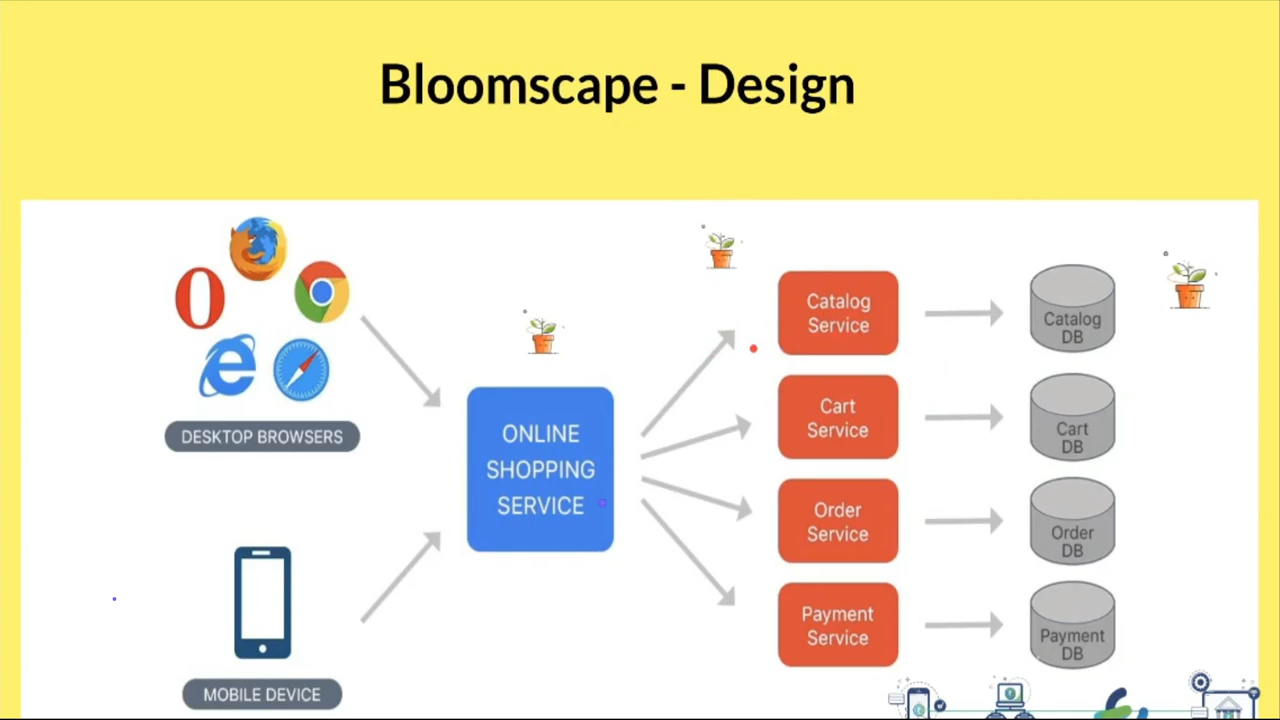 Bloomscape - Design
DESKTOP BROWSERS
MOBILE DEVICE
ONLINE
SHOPPING
SERVICE
Catalog
Service
Catalog
DB
Cart
Service
Cart
DB
Order
Service
Order
DB
Payment
Service
Payment
DB